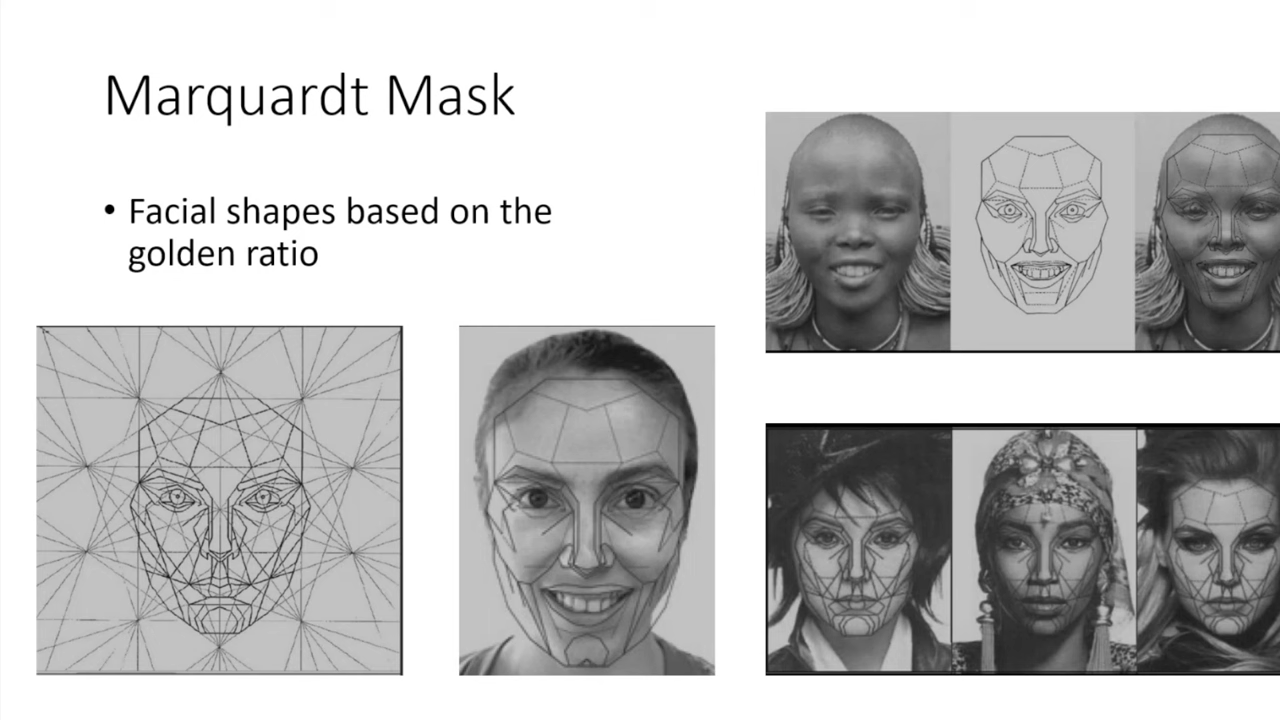 Marquardt Mask
• Facial shapes based on the
golden ratio